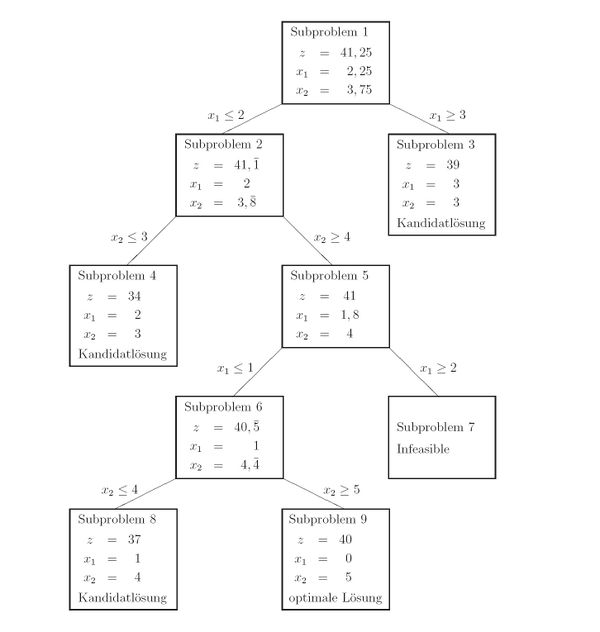 Subproblem 1
z = 41,25
x₁ = 2,25
x₂ = 3,75
x₁ ≤ 2
x₁ ≥ 3
Subproblem 2
z = 41,1̄
x₁ = 2
x₂ = 3,8̄
Subproblem 3
z = 39
x₁ = 3
x₂ = 3
Kandidatlösung
x₂ ≤ 3
x₂ ≥ 4
Subproblem 4
z = 34
x₁ = 2
x₂ = 3
Kandidatlösung
Subproblem 5
z = 41
x₁ = 1,8
x₂ = 4
x₁ ≤ 1
x₁ ≥ 2
Subproblem 6
z = 40,5̄
x₁ = 1
x₂ = 4,4̄
Subproblem 7
Infeasible
x₂ ≤ 4
x₂ ≥ 5
Subproblem 8
z = 37
x₁ = 1
x₂ = 4
Kandidatlösung
Subproblem 9
z = 40
x₁ = 0
x₂ = 5
optimale Lösung